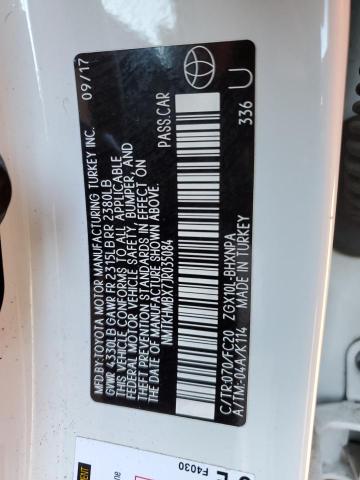 MFD BY:TOYOTA MOTOR MANUFACTURING TURKEY INC. 09/17
GVWR 4330LB GAWR FR 2315LB RR 2380LB
THIS VEHICLE CONFORMS TO ALL APPLICABLE
FEDERAL MOTOR VEHICLE SAFETY, BUMPER, AND
THEFT PREVENTION STANDARDS IN EFFECT ON
THE DATE OF MANUFACTURE SHOWN ABOVE.
NMTKHMBX7JR035084 PASS.CAR
C/TR:070/FC20 ZGX10L-BHXNPA
A/TM:-04A/K114 336 U
MADE IN TURKEY
F4030